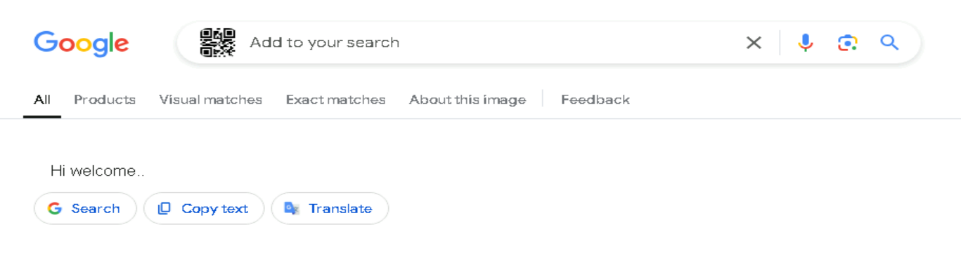 Google
Add to your search
All Products Visual matches Exact matches About this image Feedback
Hi welcome..
Search Copy text Translate